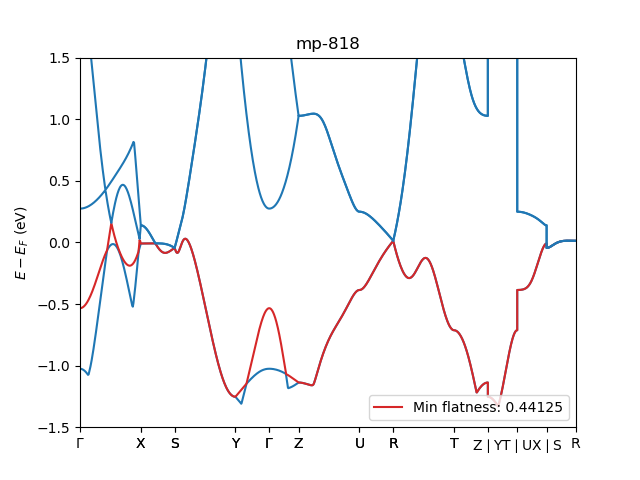 mp-818
E − E_F (eV)
1.5
1.0
0.5
0.0
−0.5
−1.0
−1.5
Min flatness: 0.44125
Γ X S Y Γ Z U R T Z | YT | UX | S R